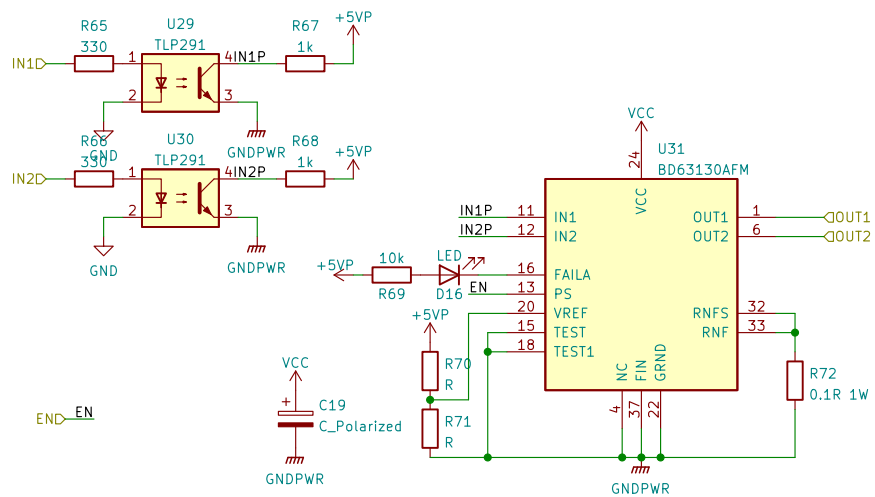 R65
330
IN1
U29
TLP291
1
2
4
3
IN1P
R67
1k
+5VP
GND
GNDPWR
R66
330
IN2
U30
TLP291
1
2
4
3
IN2P
R68
1k
+5VP
GND
GNDPWR
VCC
24
U31
BD63130AFM
VCC
IN1P
11
IN1
IN2P
12
IN2
OUT1
1
OUT1
OUT2
6
OUT2
+5VP
10k
R69
LED
D16
16
FAILA
EN
13
PS
20
VREF
15
TEST
18
TEST1
RNFS
32
RNF
33
+5VP
R70
R
R71
R
R72
0.1R 1W
NC
FIN
GRND
4
37
22
GNDPWR
VCC
+
C19
C_Polarized
GNDPWR
EN
EN